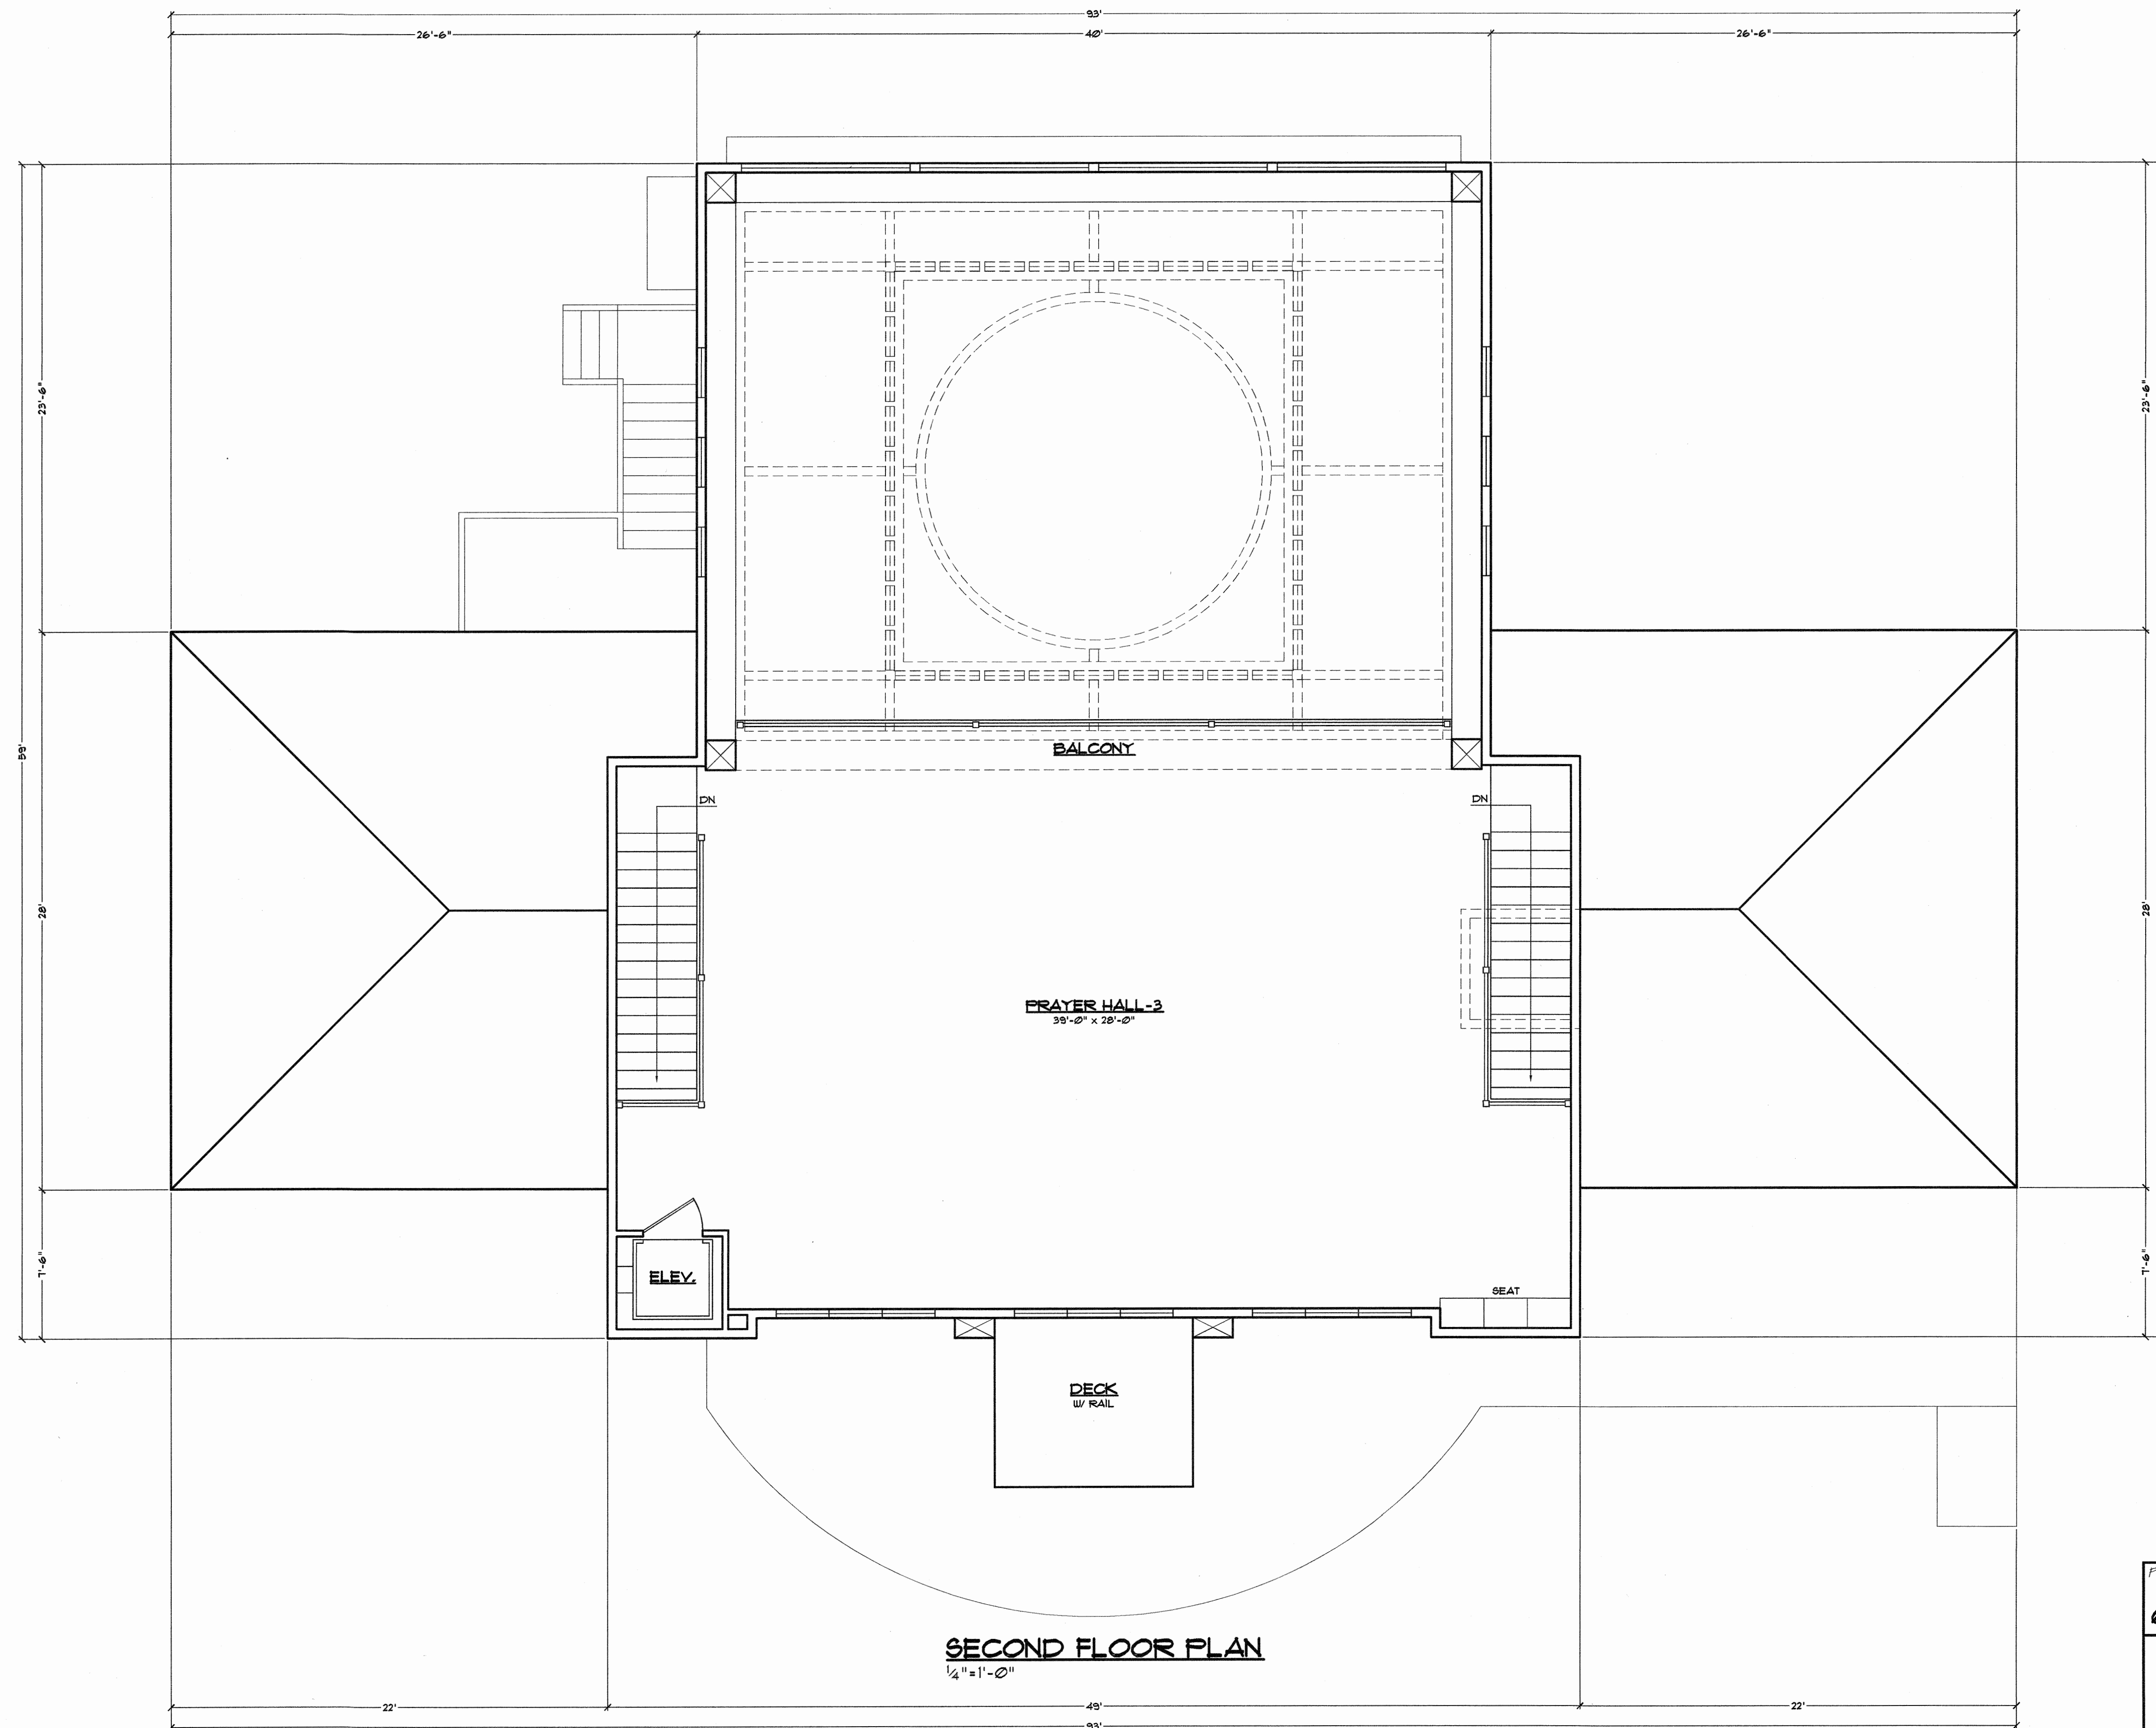 93'
26'-6" 40' 26'-6"
23'-6" 23'-6"
59'
BALCONY
DN DN
28' 28'
PRAYER HALL-3
39'-0" x 28'-0"
7'-6" 7'-6"
ELEV.
SEAT
DECK
W/ RAIL
SECOND FLOOR PLAN
1/4"=1'-0"
22' 49' 22'
93'